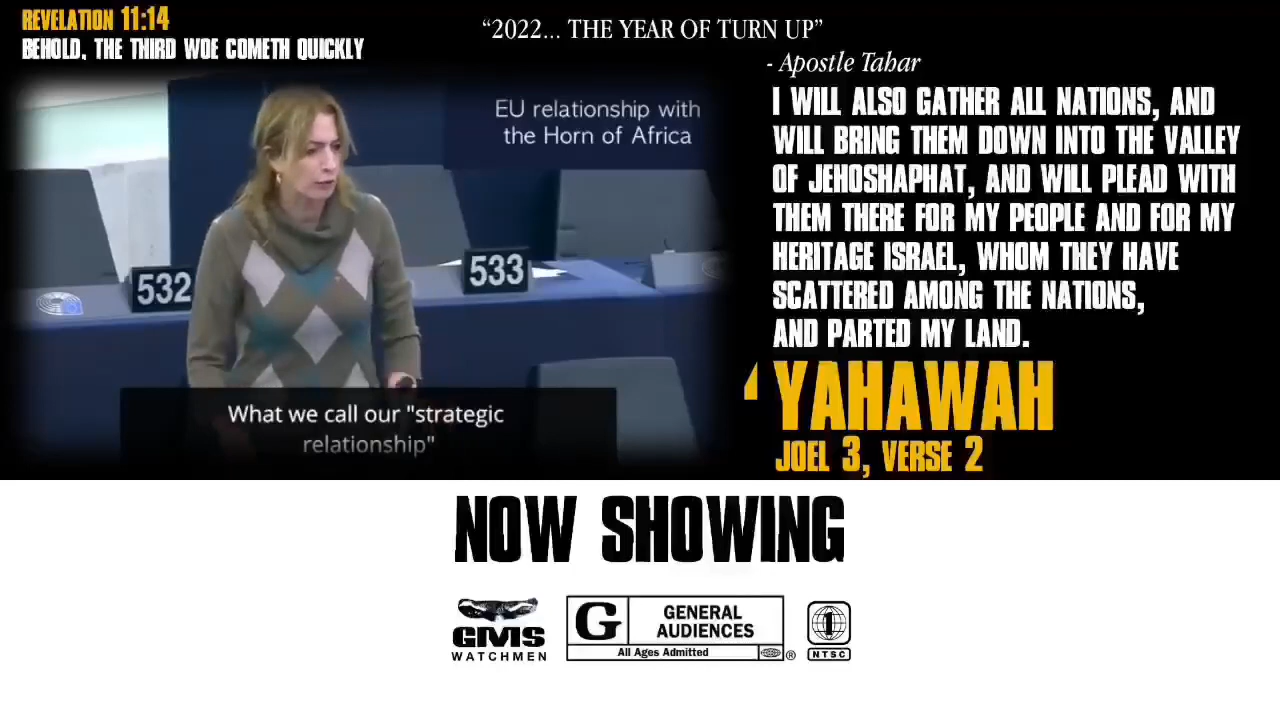 REVELATION 11:14
BEHOLD, THE THIRD WOE COMETH QUICKLY
“2022... THE YEAR OF TURN UP”
- Apostle Tahar
EU relationship with
the Horn of Africa
532
533
What we call our "strategic
relationship"
I WILL ALSO GATHER ALL NATIONS, AND
WILL BRING THEM DOWN INTO THE VALLEY
OF JEHOSHAPHAT, AND WILL PLEAD WITH
THEM THERE FOR MY PEOPLE AND FOR MY
HERITAGE ISRAEL, WHOM THEY HAVE
SCATTERED AMONG THE NATIONS,
AND PARTED MY LAND.
YAHAWAH
JOEL 3, VERSE 2
NOW SHOWING
GMS
WATCHMEN
G
GENERAL
AUDIENCES
All Ages Admitted
®
1
NTSC